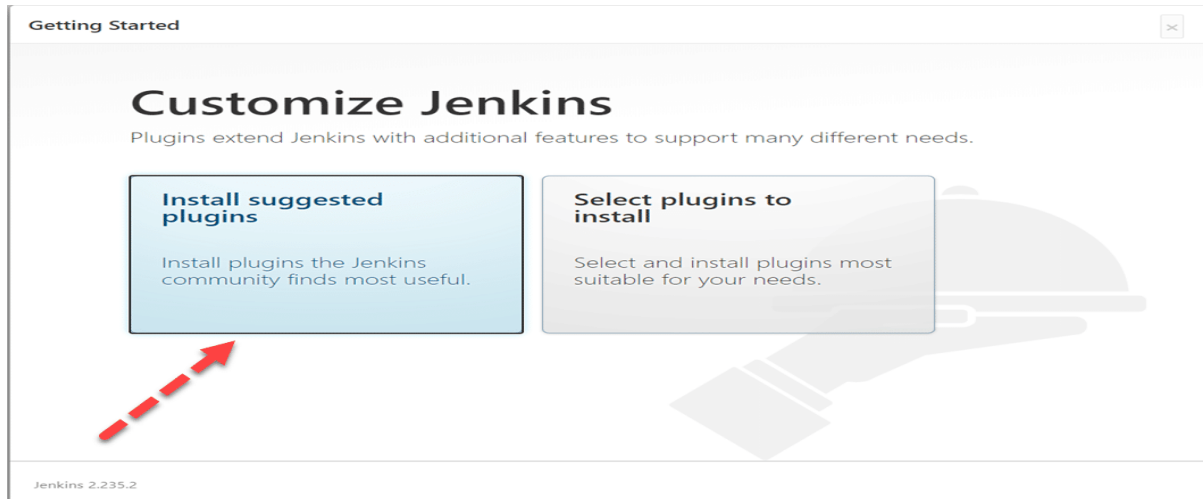 Getting Started
×
Customize Jenkins
Plugins extend Jenkins with additional features to support many different needs.
Install suggested
plugins
Install plugins the Jenkins
community finds most useful.
Select plugins to
install
Select and install plugins most
suitable for your needs.
Jenkins 2.235.2